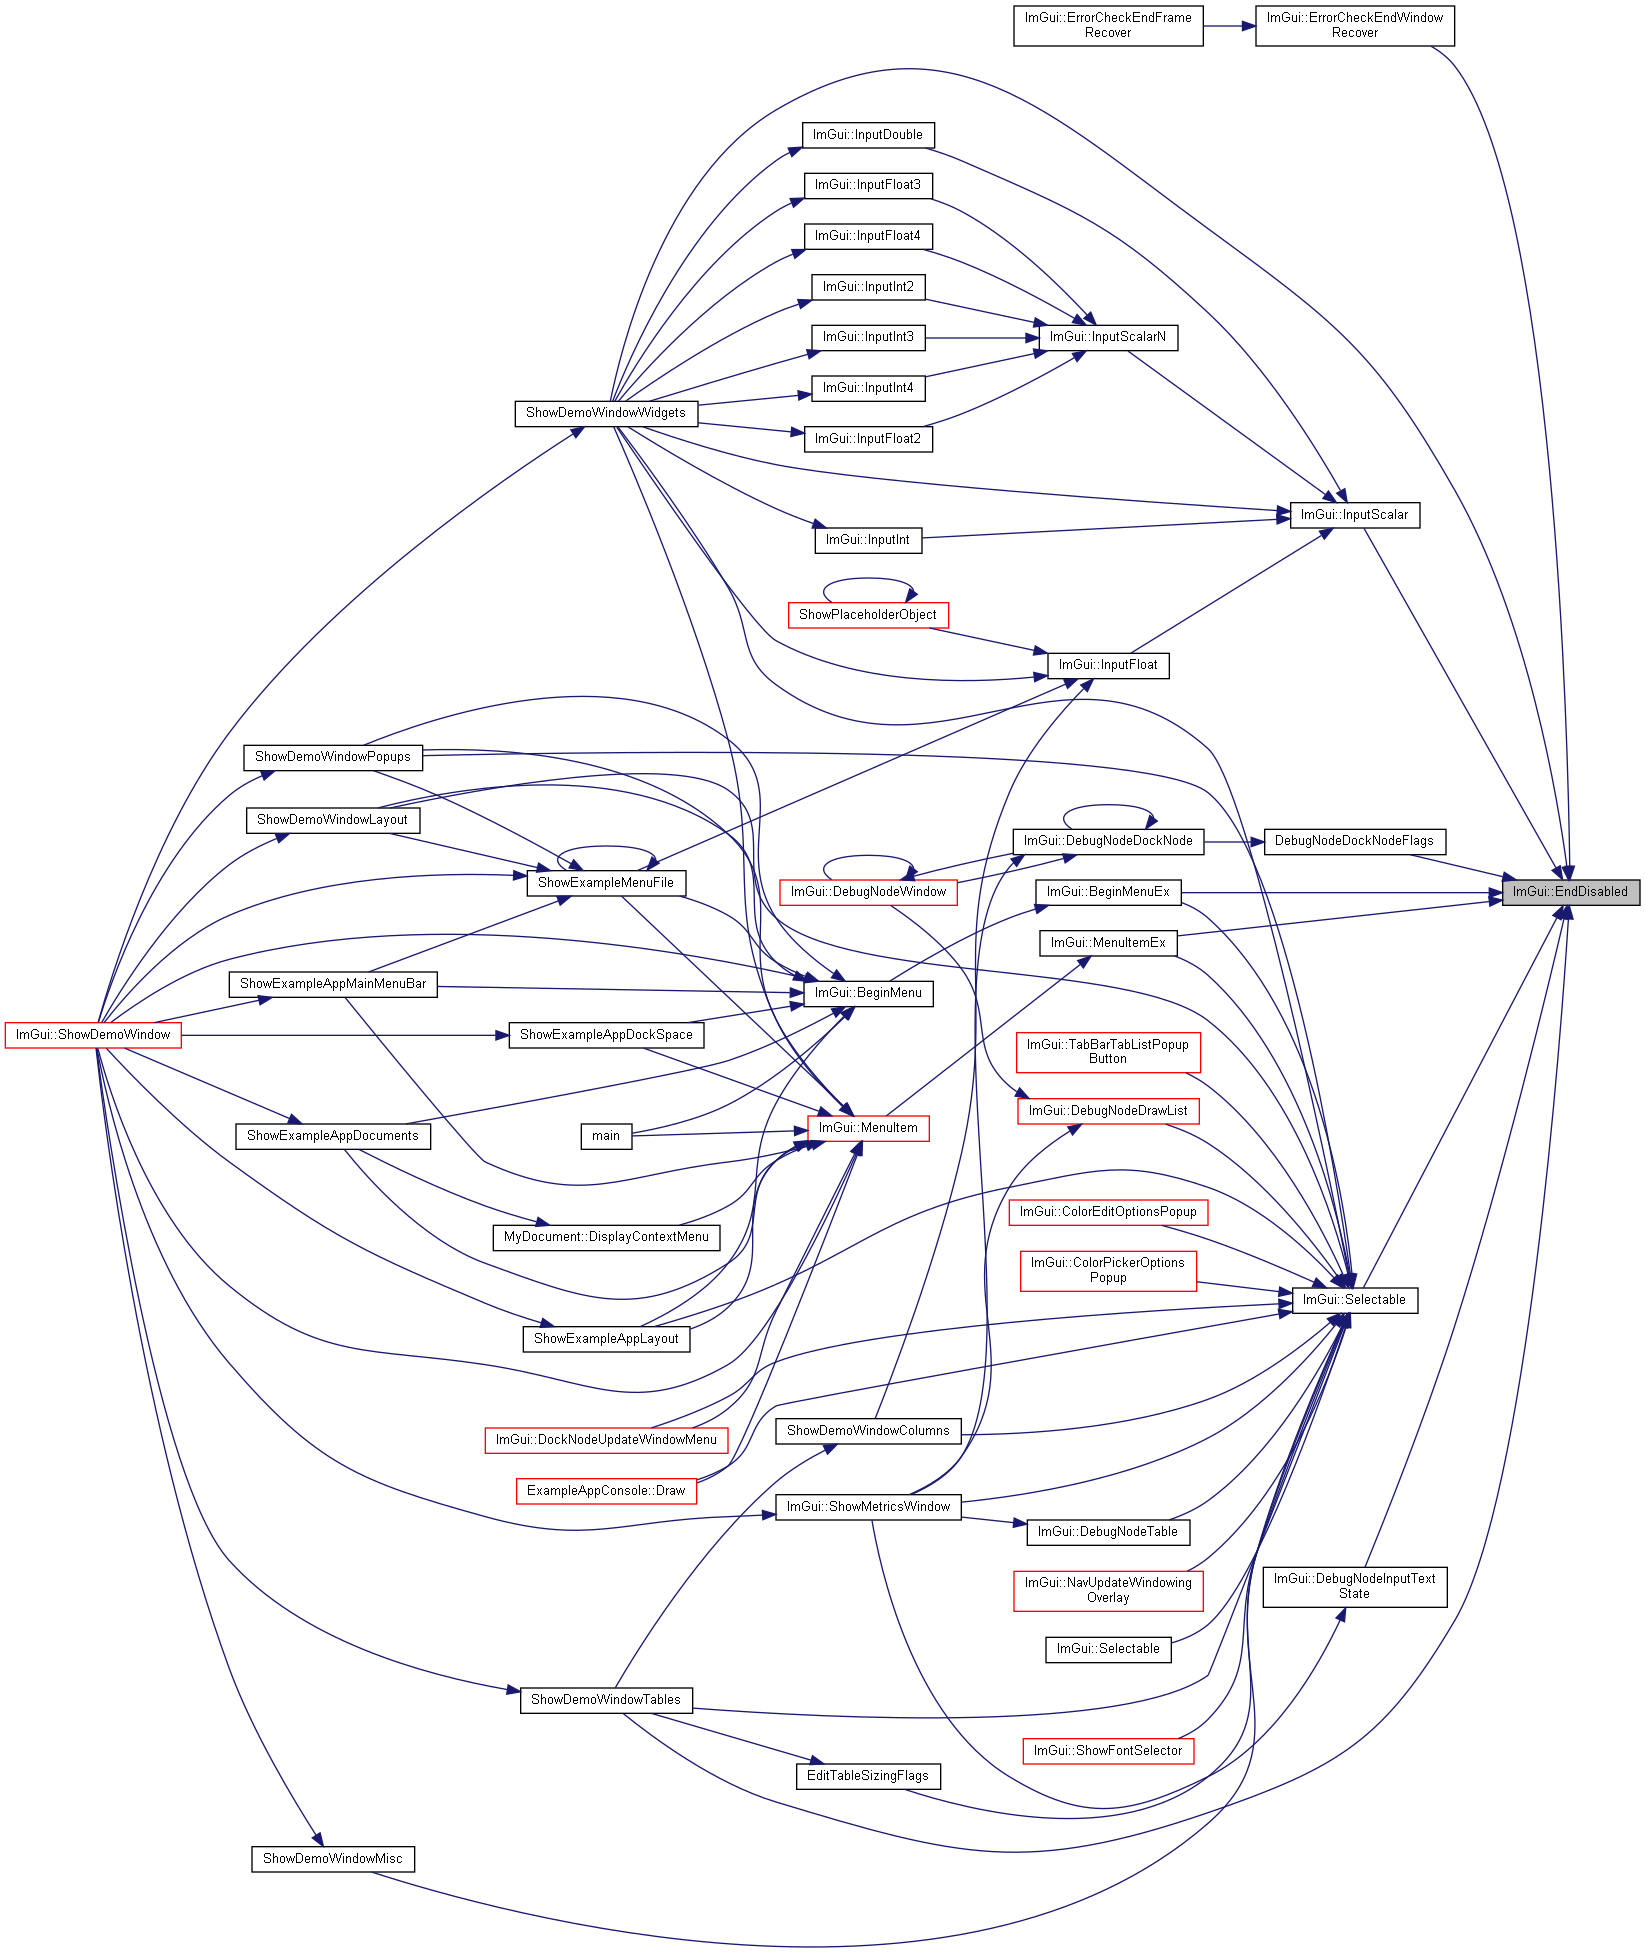 ImGui::ErrorCheckEndFrame
Recover
ImGui::ErrorCheckEndWindow
Recover
ImGui::InputDouble
ImGui::InputFloat3
ImGui::InputFloat4
ImGui::InputInt2
ImGui::InputInt3
ImGui::InputScalarN
ImGui::InputInt4
ShowDemoWindowWidgets
ImGui::InputFloat2
ImGui::InputScalar
ImGui::InputInt
ShowPlaceholderObject
ImGui::InputFloat
ShowDemoWindowPopups
ShowDemoWindowLayout
ImGui::DebugNodeDockNode
DebugNodeDockNodeFlags
ShowExampleMenuFile
ImGui::DebugNodeWindow
ImGui::BeginMenuEx
ImGui::EndDisabled
ImGui::MenuItemEx
ShowExampleAppMainMenuBar
ImGui::BeginMenu
ImGui::ShowDemoWindow
ShowExampleAppDockSpace
ImGui::TabBarTabListPopup
Button
ImGui::DebugNodeDrawList
ShowExampleAppDocuments
main
ImGui::MenuItem
MyDocument::DisplayContextMenu
ImGui::ColorEditOptionsPopup
ImGui::ColorPickerOptions
Popup
ImGui::Selectable
ShowExampleAppLayout
ImGui::DockNodeUpdateWindowMenu
ShowDemoWindowColumns
ExampleAppConsole::Draw
ImGui::ShowMetricsWindow
ImGui::DebugNodeTable
ImGui::NavUpdateWindowing
Overlay
ImGui::DebugNodeInputText
State
ImGui::Selectable
ShowDemoWindowTables
ImGui::ShowFontSelector
EditTableSizingFlags
ShowDemoWindowMisc